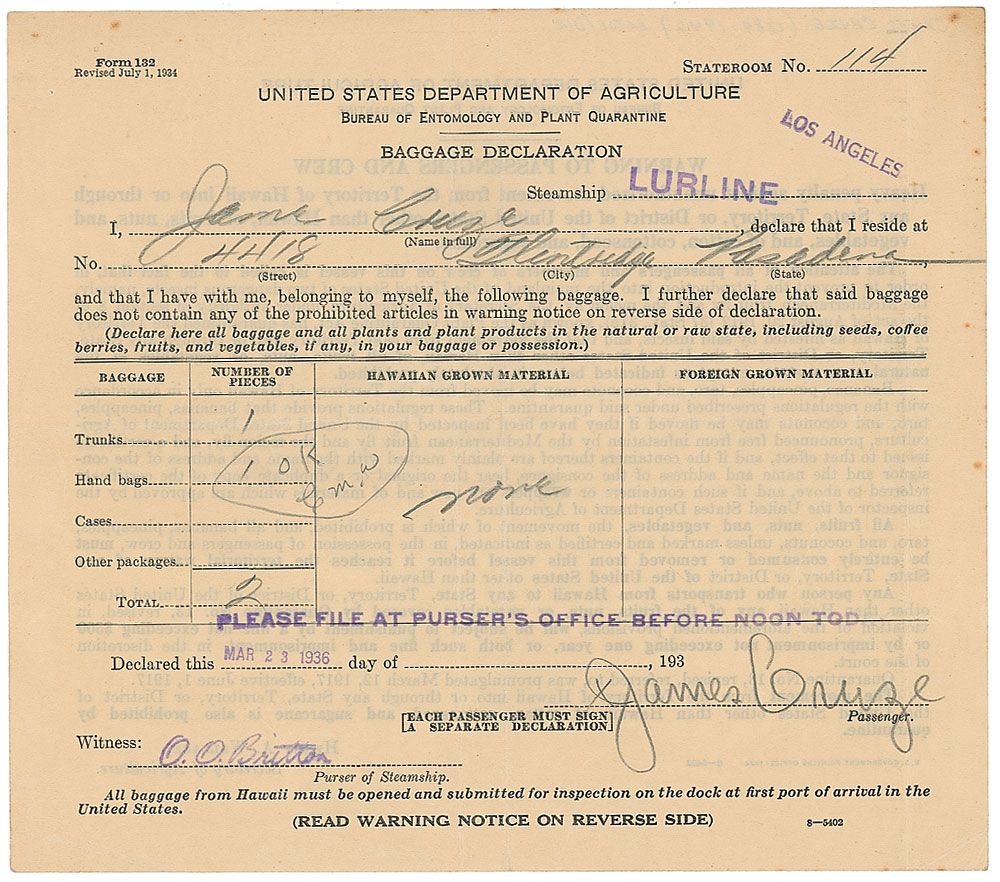 Form 132
Revised July 1, 1934
STATEROOM NO. 114
UNITED STATES DEPARTMENT OF AGRICULTURE
BUREAU OF ENTOMOLOGY AND PLANT QUARANTINE
LOS ANGELES
BAGGAGE DECLARATION
Steamship LURLINE
I, James Cruze, declare that I reside at
(Name in full)
No. 4418 Flintridge Pasadena,
(Street) (City) (State)
and that I have with me, belonging to myself, the following baggage. I further declare that said baggage
does not contain any of the prohibited articles in warning notice on reverse side of declaration.
(Declare here all baggage and all plants and plant products in the natural or raw state, including seeds, coffee
berries, fruits, and vegetables, if any, in your baggage or possession.)
BAGGAGE NUMBER OF PIECES HAWAIIAN GROWN MATERIAL FOREIGN GROWN MATERIAL
Trunks 1
Hand bags 1 OK none
Cases
Other packages
TOTAL 2
PLEASE FILE AT PURSER'S OFFICE BEFORE NOON TOD
Declared this MAR 23 1936 day of , 193
James Cruze
Passenger.
[EACH PASSENGER MUST SIGN
A SEPARATE DECLARATION]
Witness: O. O. Britton
Purser of Steamship.
All baggage from Hawaii must be opened and submitted for inspection on the dock at first port of arrival in the
United States.
(READ WARNING NOTICE ON REVERSE SIDE)
8—5402